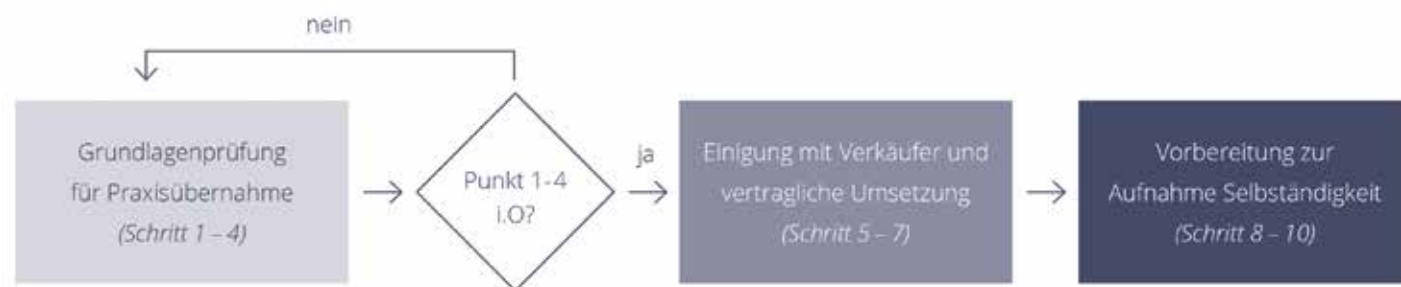 nein
Grundlagenprüfung
für Praxisübernahme
(Schritt 1 – 4)
Punkt 1-4
i.O?
ja
Einigung mit Verkäufer und
vertragliche Umsetzung
(Schritt 5 – 7)
Vorbereitung zur
Aufnahme Selbständigkeit
(Schritt 8 – 10)